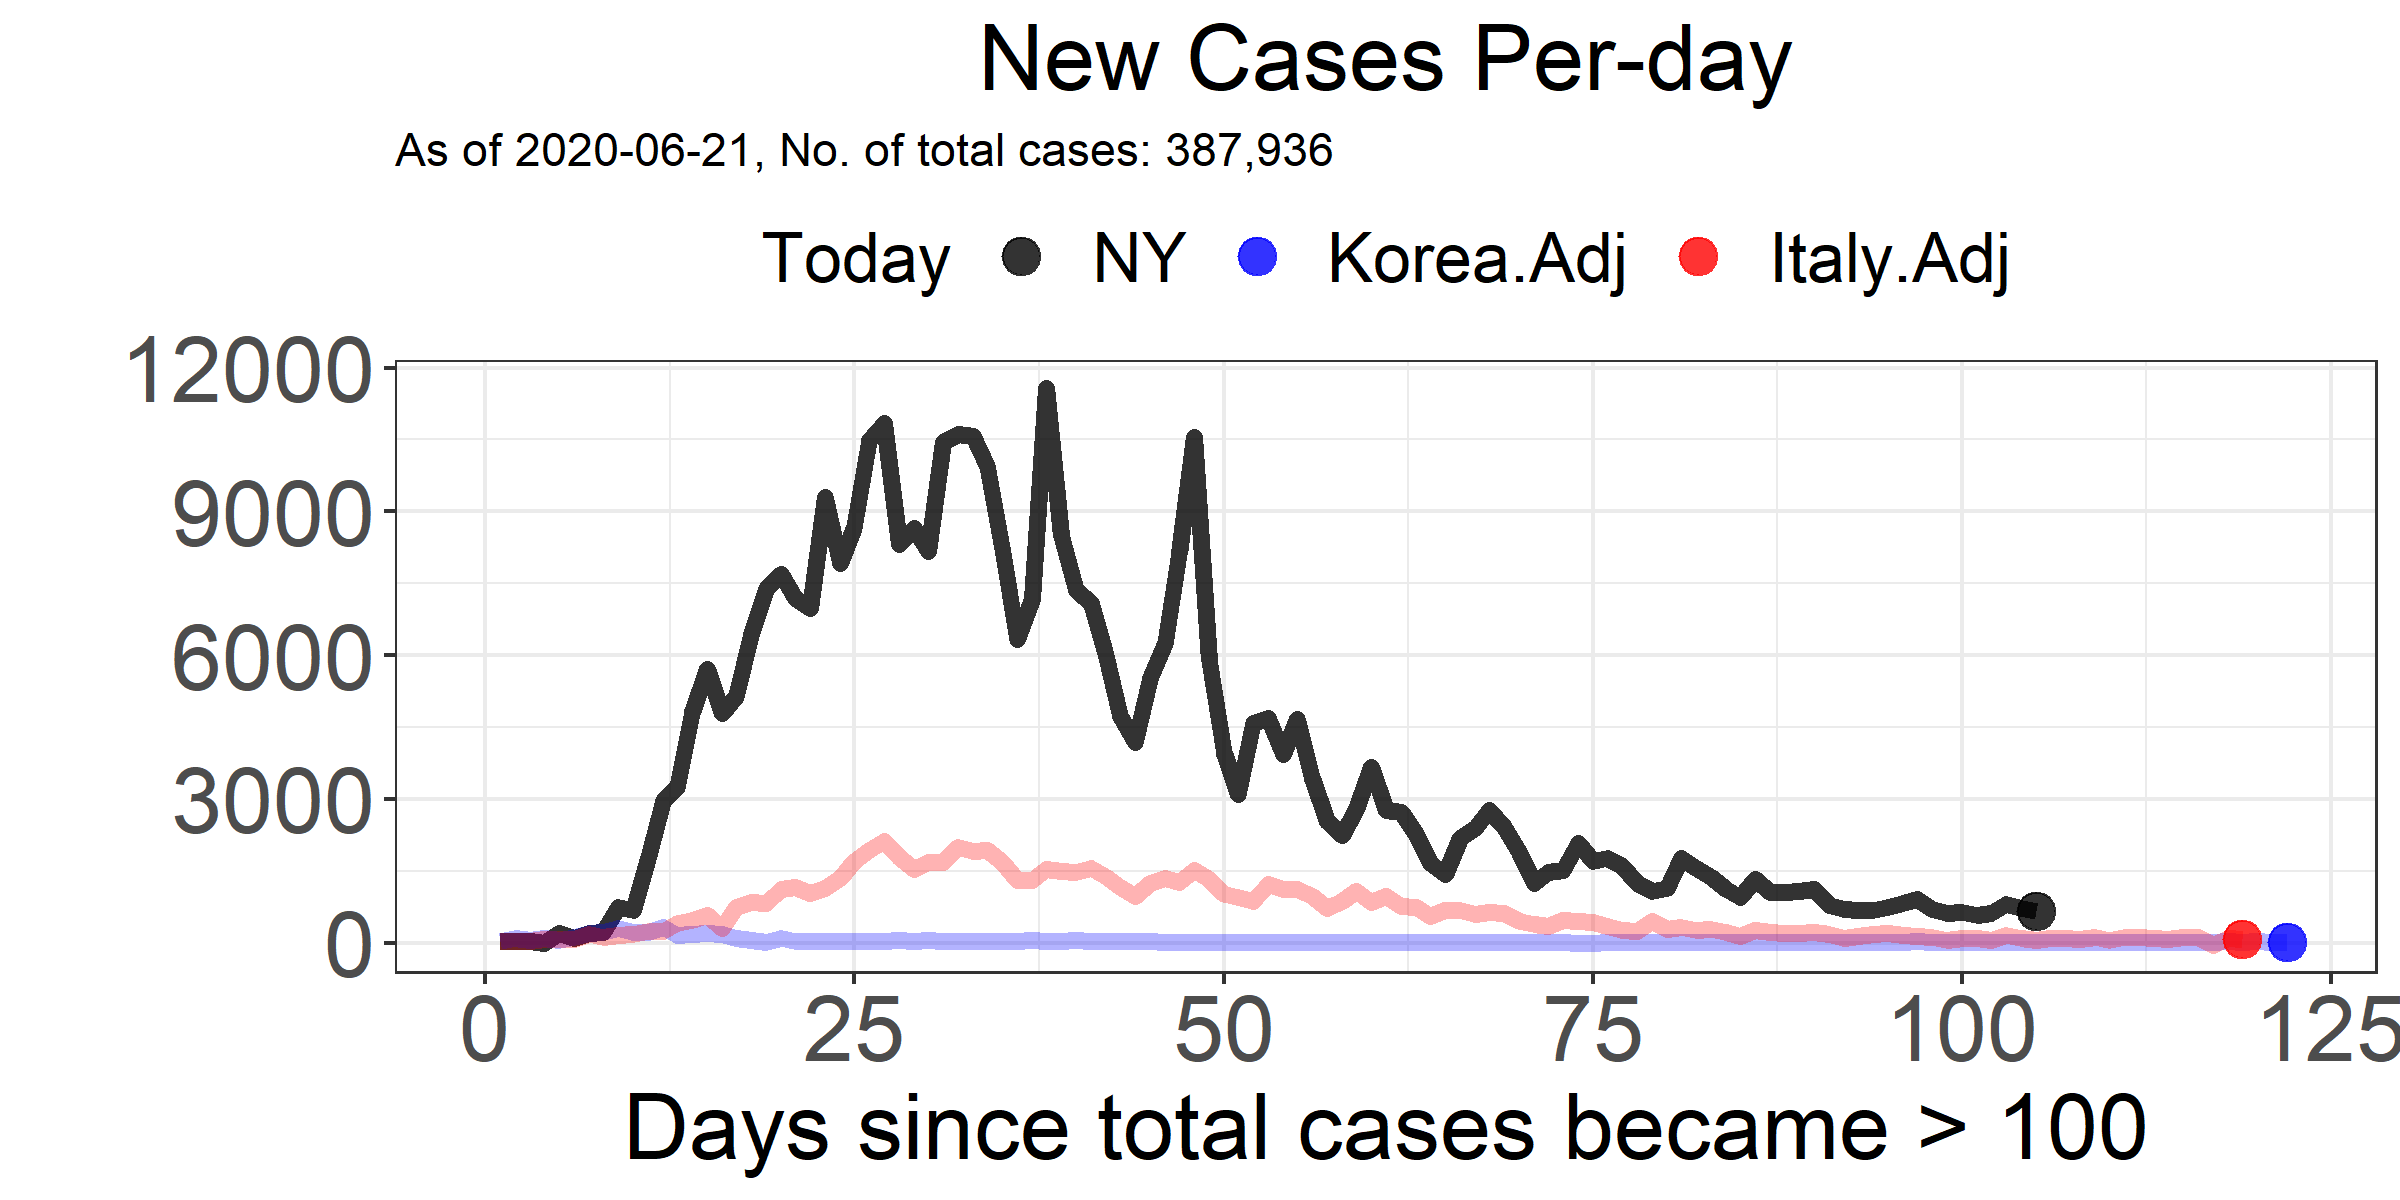 New Cases Per-day
As of 2020-06-21, No. of total cases: 387,936
Today NY Korea.Adj Italy.Adj
12000
9000
6000
3000
0
0 25 50 75 100 125
Days since total cases became > 100